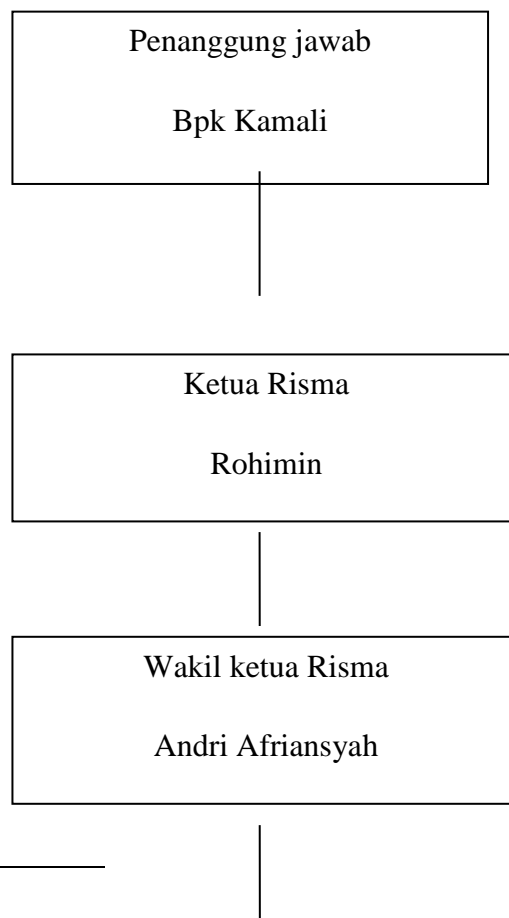 Penanggung jawab
Bpk Kamali
Ketua Risma
Rohimin
Wakil ketua Risma
Andri Afriansyah